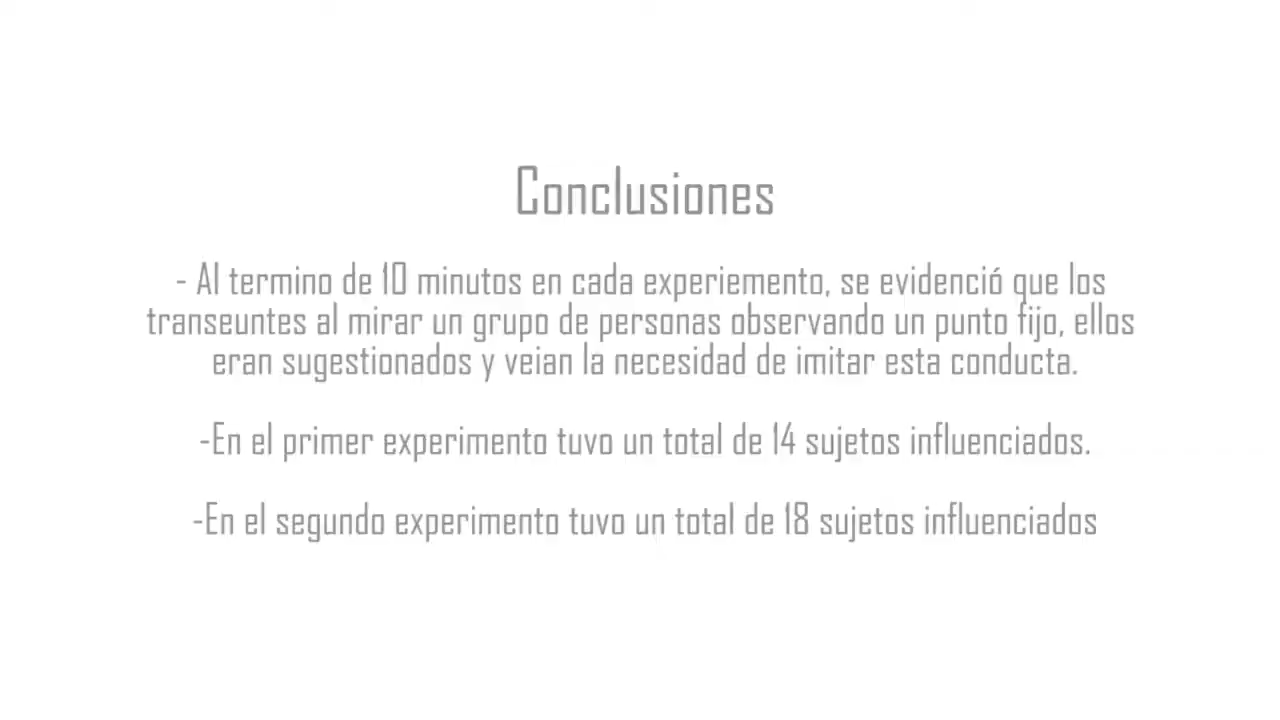 Conclusiones
- Al termino de 10 minutos en cada experiemento, se evidenció que los
transeuntes al mirar un grupo de personas observando un punto fijo, ellos
eran sugestionados y veian la necesidad de imitar esta conducta.
-En el primer experimento tuvo un total de 14 sujetos influenciados.
-En el segundo experimento tuvo un total de 18 sujetos influenciados